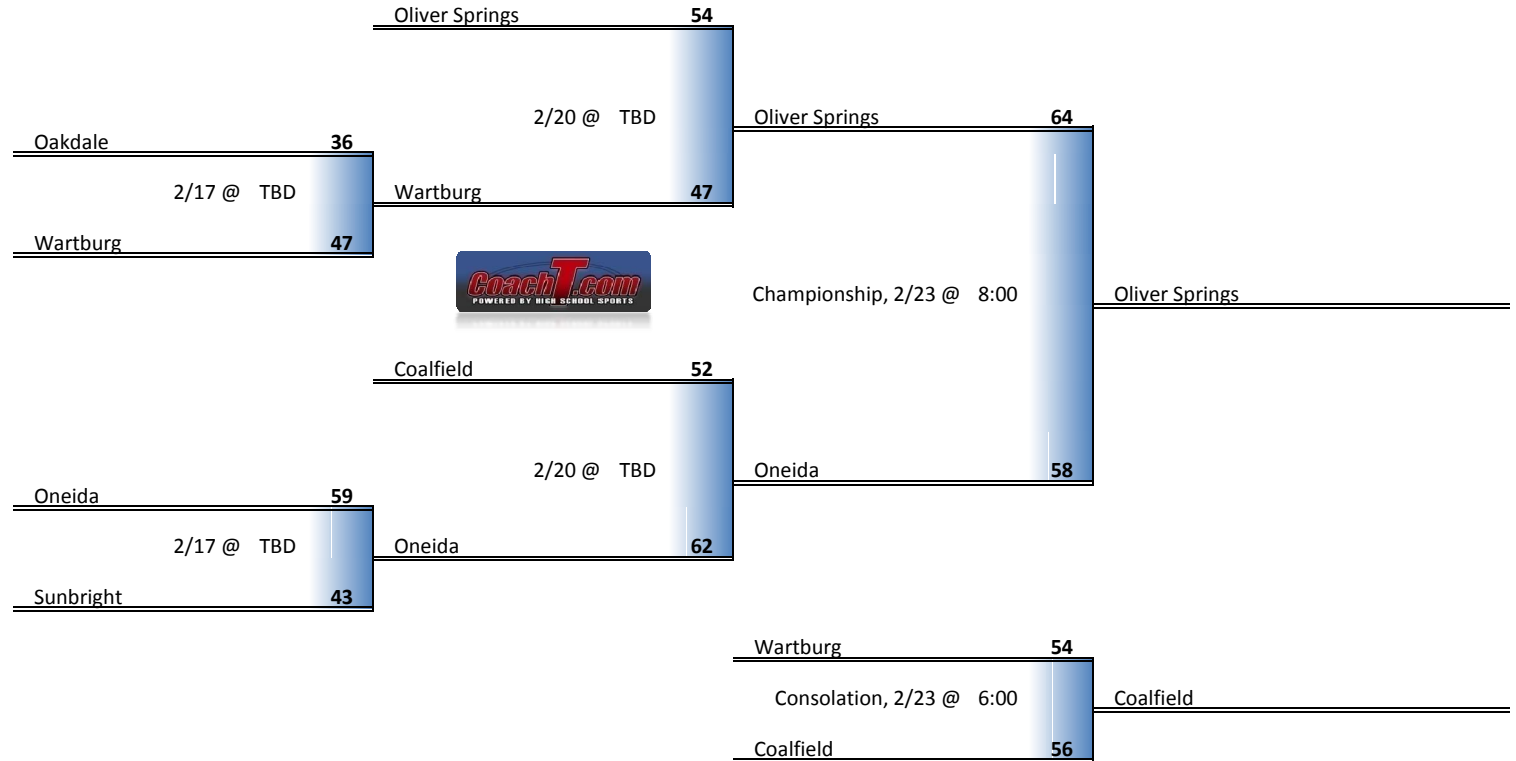 Oliver Springs 54
2/20 @ TBD
Oliver Springs 64
Oakdale 36
2/17 @ TBD
Wartburg 47
Wartburg 47
CoachT.com
POWERED BY HIGH SCHOOL SPORTS
Championship, 2/23 @ 8:00
Oliver Springs
Coalfield 52
2/20 @ TBD
Oneida 58
Oneida 59
2/17 @ TBD
Oneida 62
Sunbright 43
Wartburg 54
Consolation, 2/23 @ 6:00
Coalfield
Coalfield 56